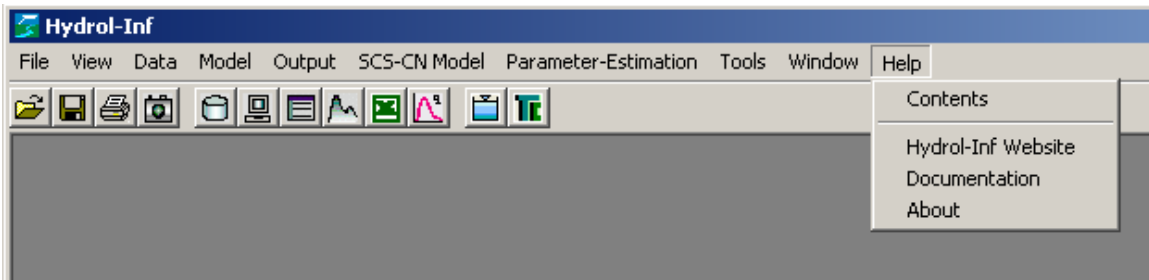 Hydrol-Inf
File View Data Model Output SCS-CN Model Parameter-Estimation Tools Window Help
Contents
Hydrol-Inf Website
Documentation
About